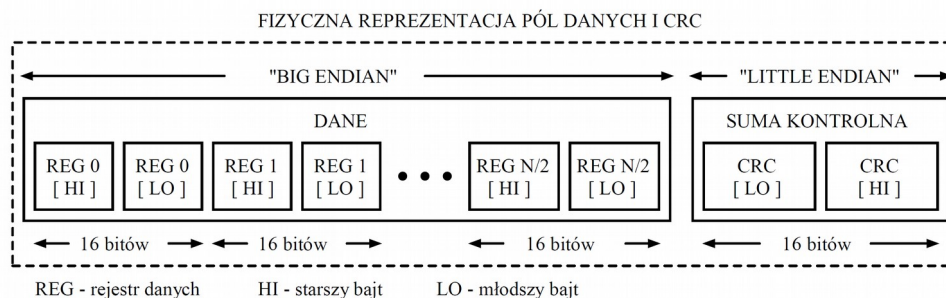 FIZYCZNA REPREZENTACJA PÓL DANYCH I CRC
"BIG ENDIAN" "LITTLE ENDIAN"
DANE SUMA KONTROLNA
REG 0 REG 0 REG 1 REG 1 REG N/2 REG N/2 CRC CRC
[ HI ] [ LO ] [ HI ] [ LO ] [ HI ] [ LO ] [ LO ] [ HI ]
16 bitów 16 bitów 16 bitów 16 bitów
REG - rejestr danych HI - starszy bajt LO - młodszy bajt